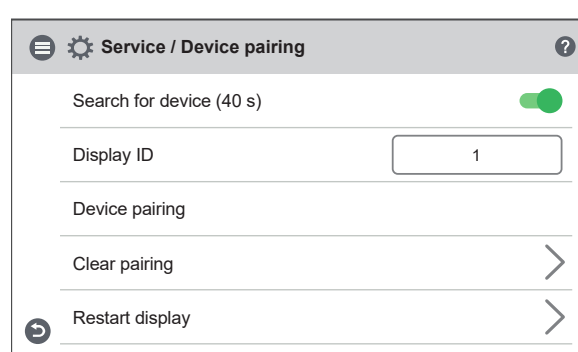 Service / Device pairing ?
Search for device (40 s)
Display ID 1
Device pairing
Clear pairing
Restart display